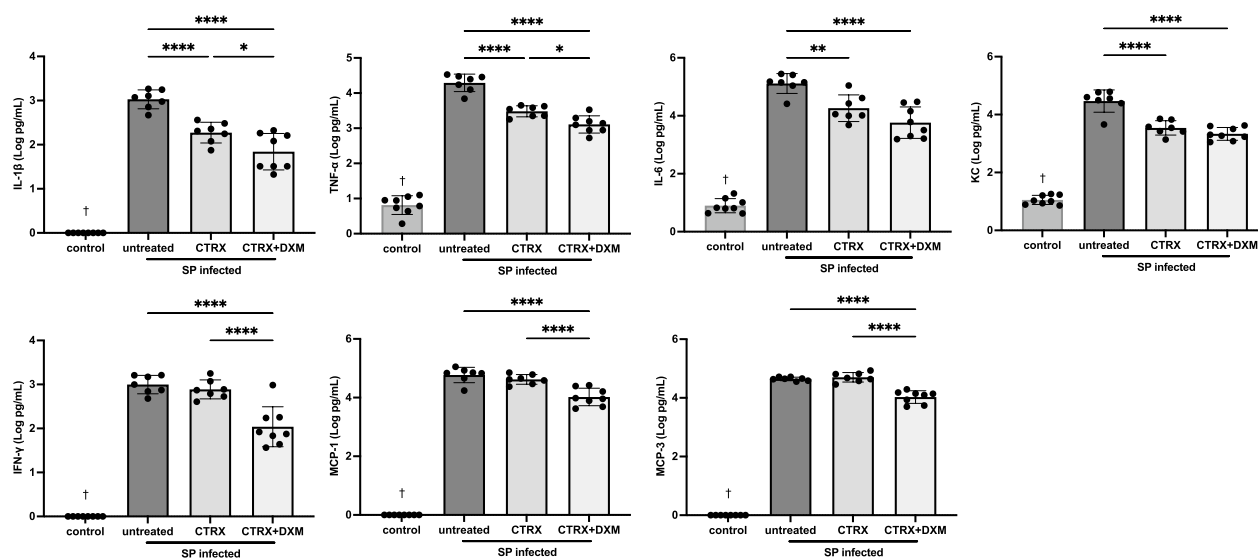 ****
**** *
IL-1β (Log pg/mL)
4
3
2
1
0
†
control untreated CTRX CTRX+DXM
SP infected
****
**** *
TNF-α (Log pg/mL)
5
4
3
2
1
0
†
control untreated CTRX CTRX+DXM
SP infected
****
**
IL-6 (Log pg/mL)
6
4
2
0
†
control untreated CTRX CTRX+DXM
SP infected
****
****
KC (Log pg/mL)
6
4
2
0
†
control untreated CTRX CTRX+DXM
SP infected
****
****
IFN-γ (Log pg/mL)
4
3
2
1
0
†
control untreated CTRX CTRX+DXM
SP infected
****
****
MCP-1 (Log pg/mL)
6
4
2
0
†
control untreated CTRX CTRX+DXM
SP infected
****
****
MCP-3 (Log pg/mL)
6
4
2
0
†
control untreated CTRX CTRX+DXM
SP infected